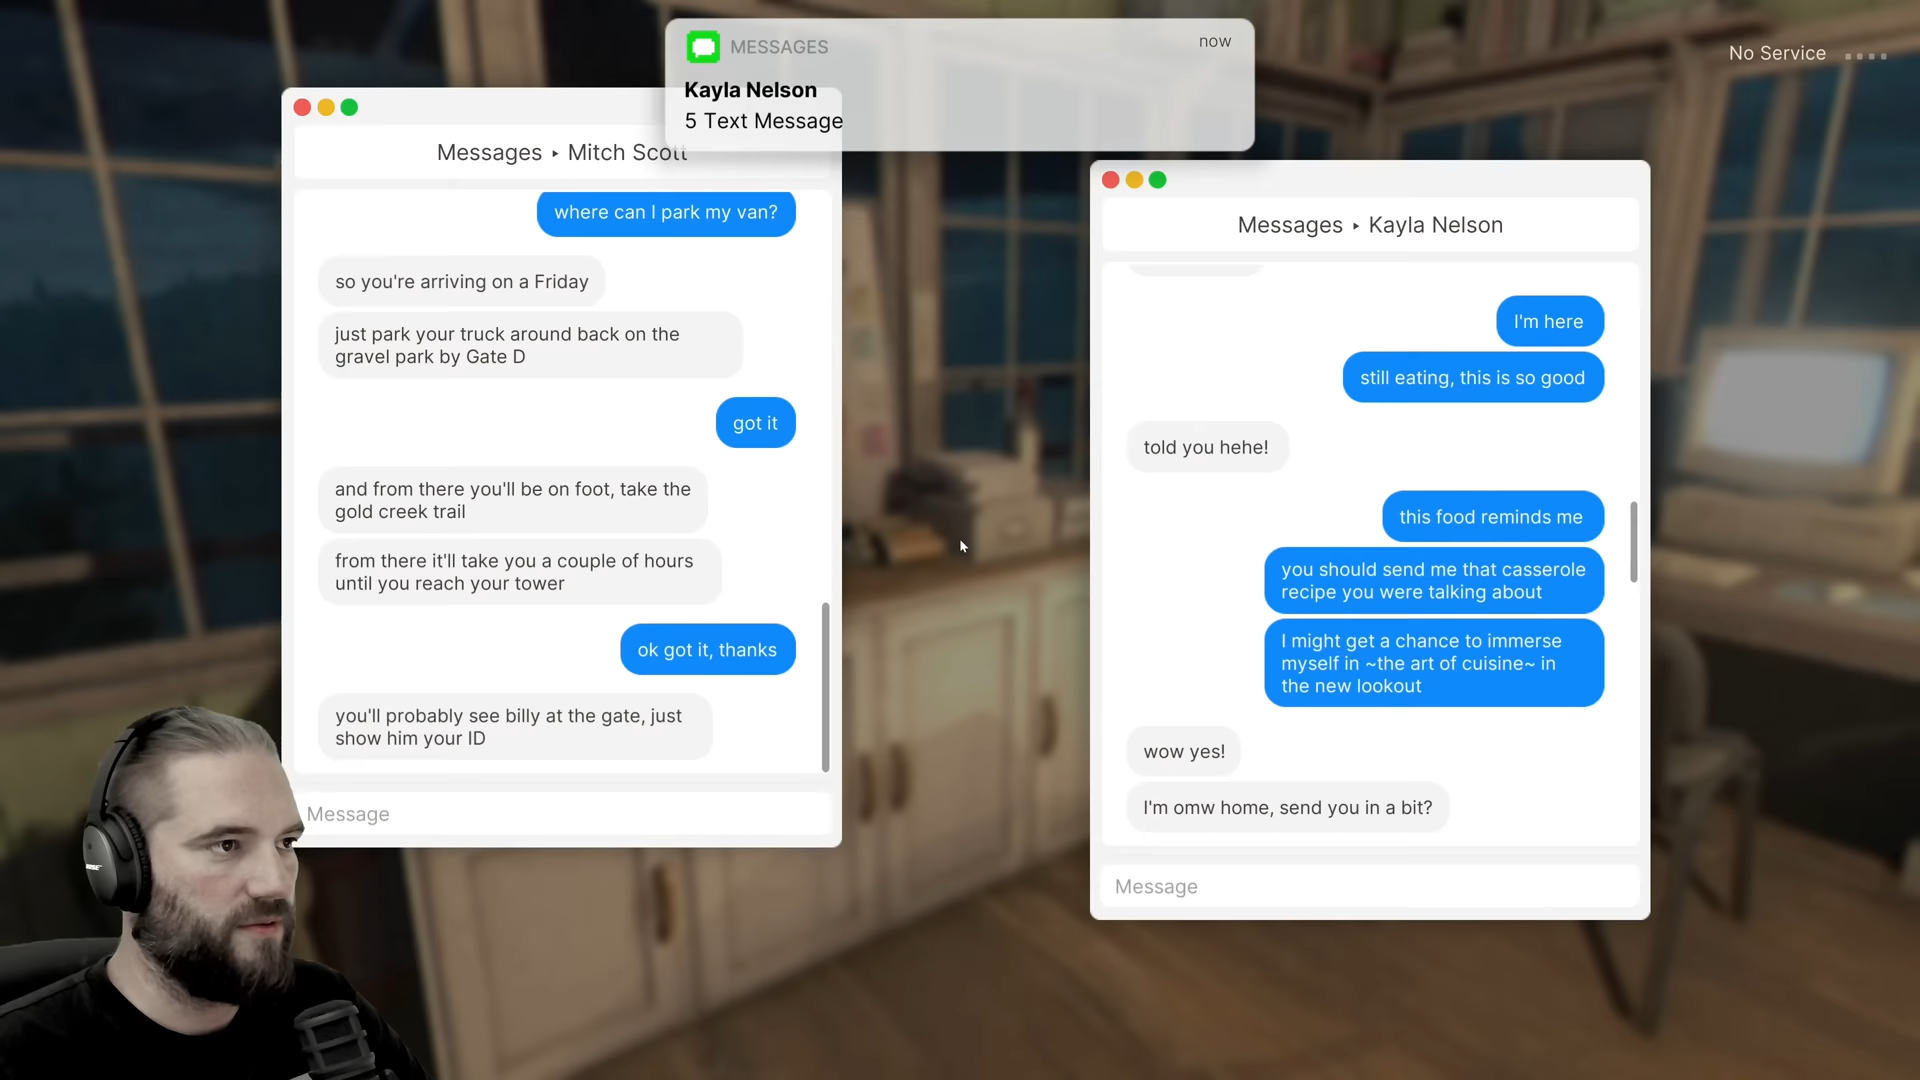 MESSAGES
now
Kayla Nelson
5 Text Message
No Service
Messages ▸ Mitch Scott
where can I park my van?
so you're arriving on a Friday
just park your truck around back on the
gravel park by Gate D
got it
and from there you'll be on foot, take the
gold creek trail
from there it'll take you a couple of hours
until you reach your tower
ok got it, thanks
you'll probably see billy at the gate, just
show him your ID
Message
Messages ▸ Kayla Nelson
I'm here
still eating, this is so good
told you hehe!
this food reminds me
you should send me that casserole
recipe you were talking about
I might get a chance to immerse
myself in ~the art of cuisine~ in
the new lookout
wow yes!
I'm omw home, send you in a bit?
Message
BOSE